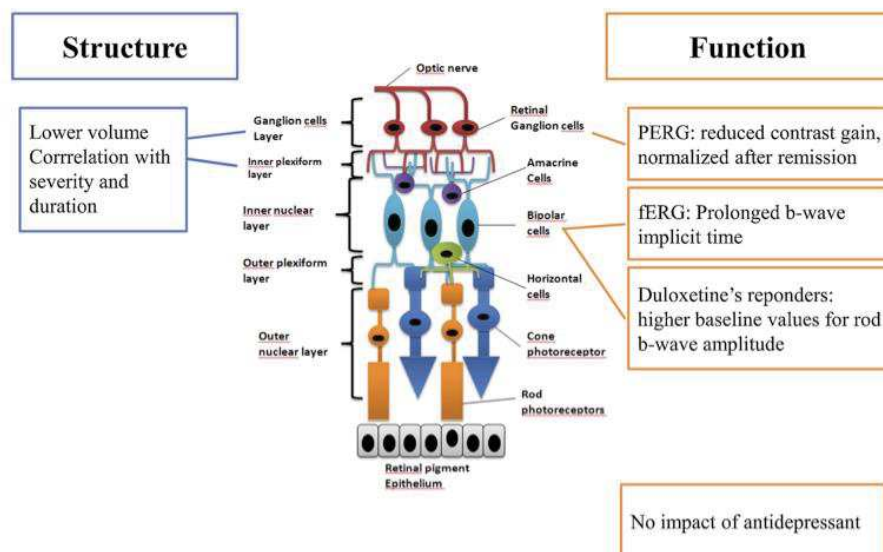 Structure
Function
Lower volume
Corrrelation with
severity and
duration
Optic nerve
Ganglion cells
Layer
Inner plexiform
layer
Inner nuclear
layer
Outer plexiform
layer
Outer
nuclear layer
Retinal
Ganglion cells
Amacrine
Cells
Bipolar
cells
Horizontal
cells
Cone
photoreceptor
Rod
photoreceptors
Retinal pigment
Epithelium
PERG: reduced contrast gain,
normalized after remission
fERG: Prolonged b-wave
implicit time
Duloxetine's reponders:
higher baseline values for rod
b-wave amplitude
No impact of antidepressant